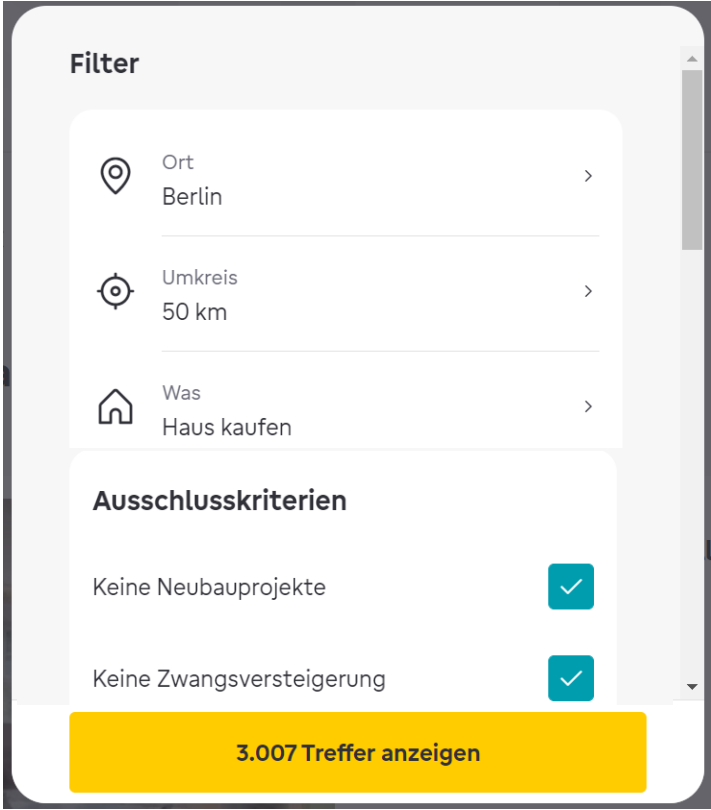 Filter
Ort
Berlin
Umkreis
50 km
Was
Haus kaufen
Ausschlusskriterien
Keine Neubauprojekte
Keine Zwangsversteigerung
3.007 Treffer anzeigen